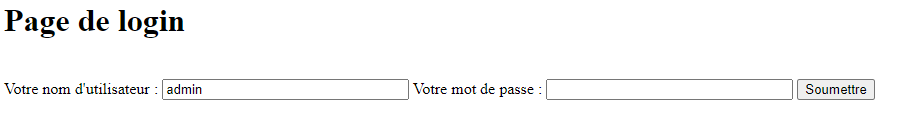 Page de login
Votre nom d'utilisateur : admin Votre mot de passe : Soumettre